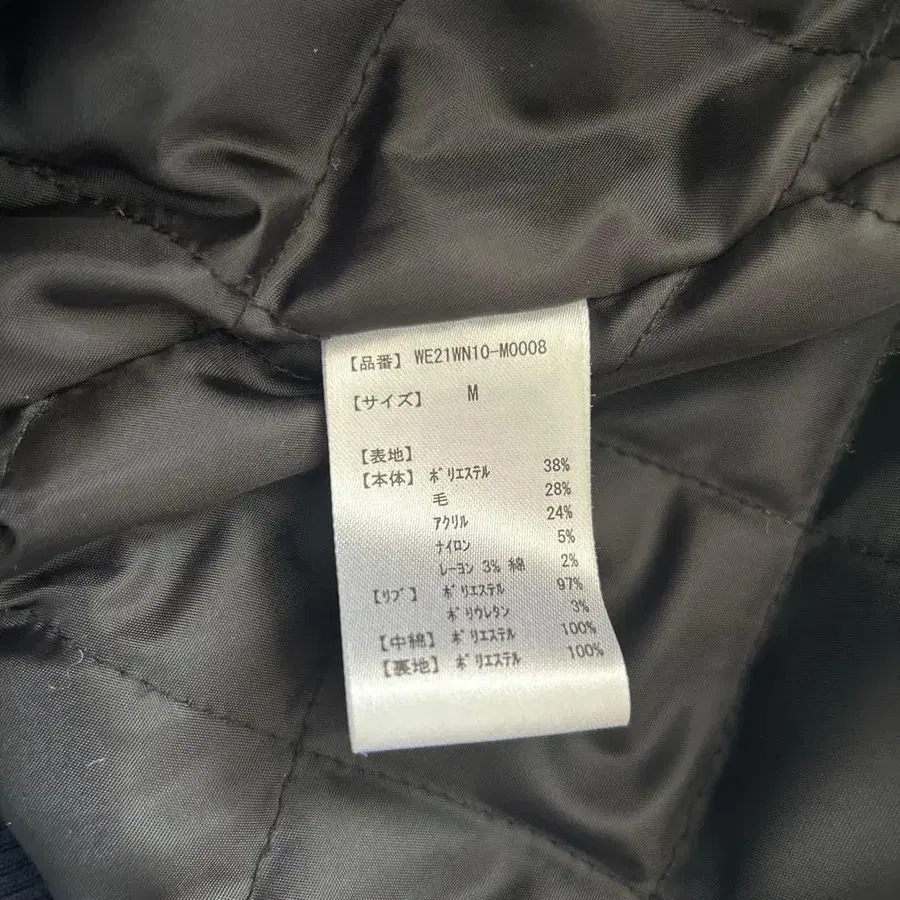 【品番】 WE21WN10-M0008
【サイズ】 M
【表地】
【本体】 ﾎﾟﾘｴｽﾃﾙ 38%
毛 28%
ｱｸﾘﾙ 24%
ﾅｲﾛﾝ 5%
ﾚｰﾖﾝ 3% 綿 2%
【ﾘﾌﾞ】 ﾎﾟﾘｴｽﾃﾙ 97%
ﾎﾟﾘｳﾚﾀﾝ 3%
【中綿】 ﾎﾟﾘｴｽﾃﾙ 100%
【裏地】 ﾎﾟﾘｴｽﾃﾙ 100%